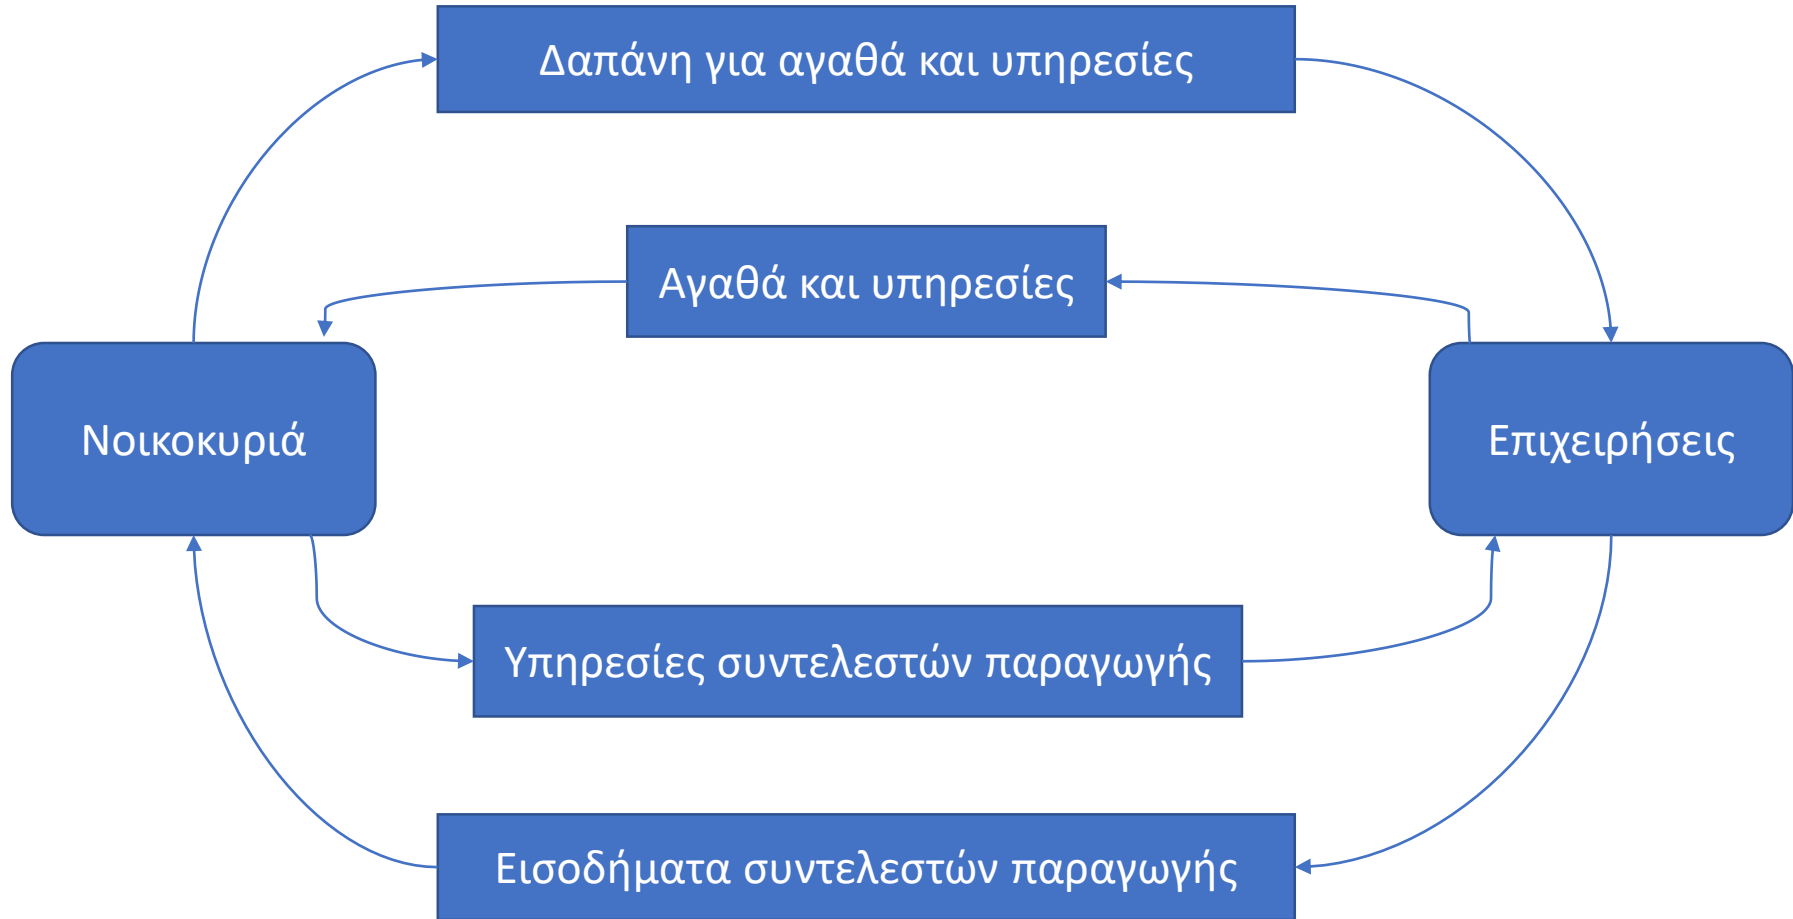 Δαπάνη για αγαθά και υπηρεσίες
Αγαθά και υπηρεσίες
Νοικοκυριά
Επιχειρήσεις
Υπηρεσίες συντελεστών παραγωγής
Εισοδήματα συντελεστών παραγωγής